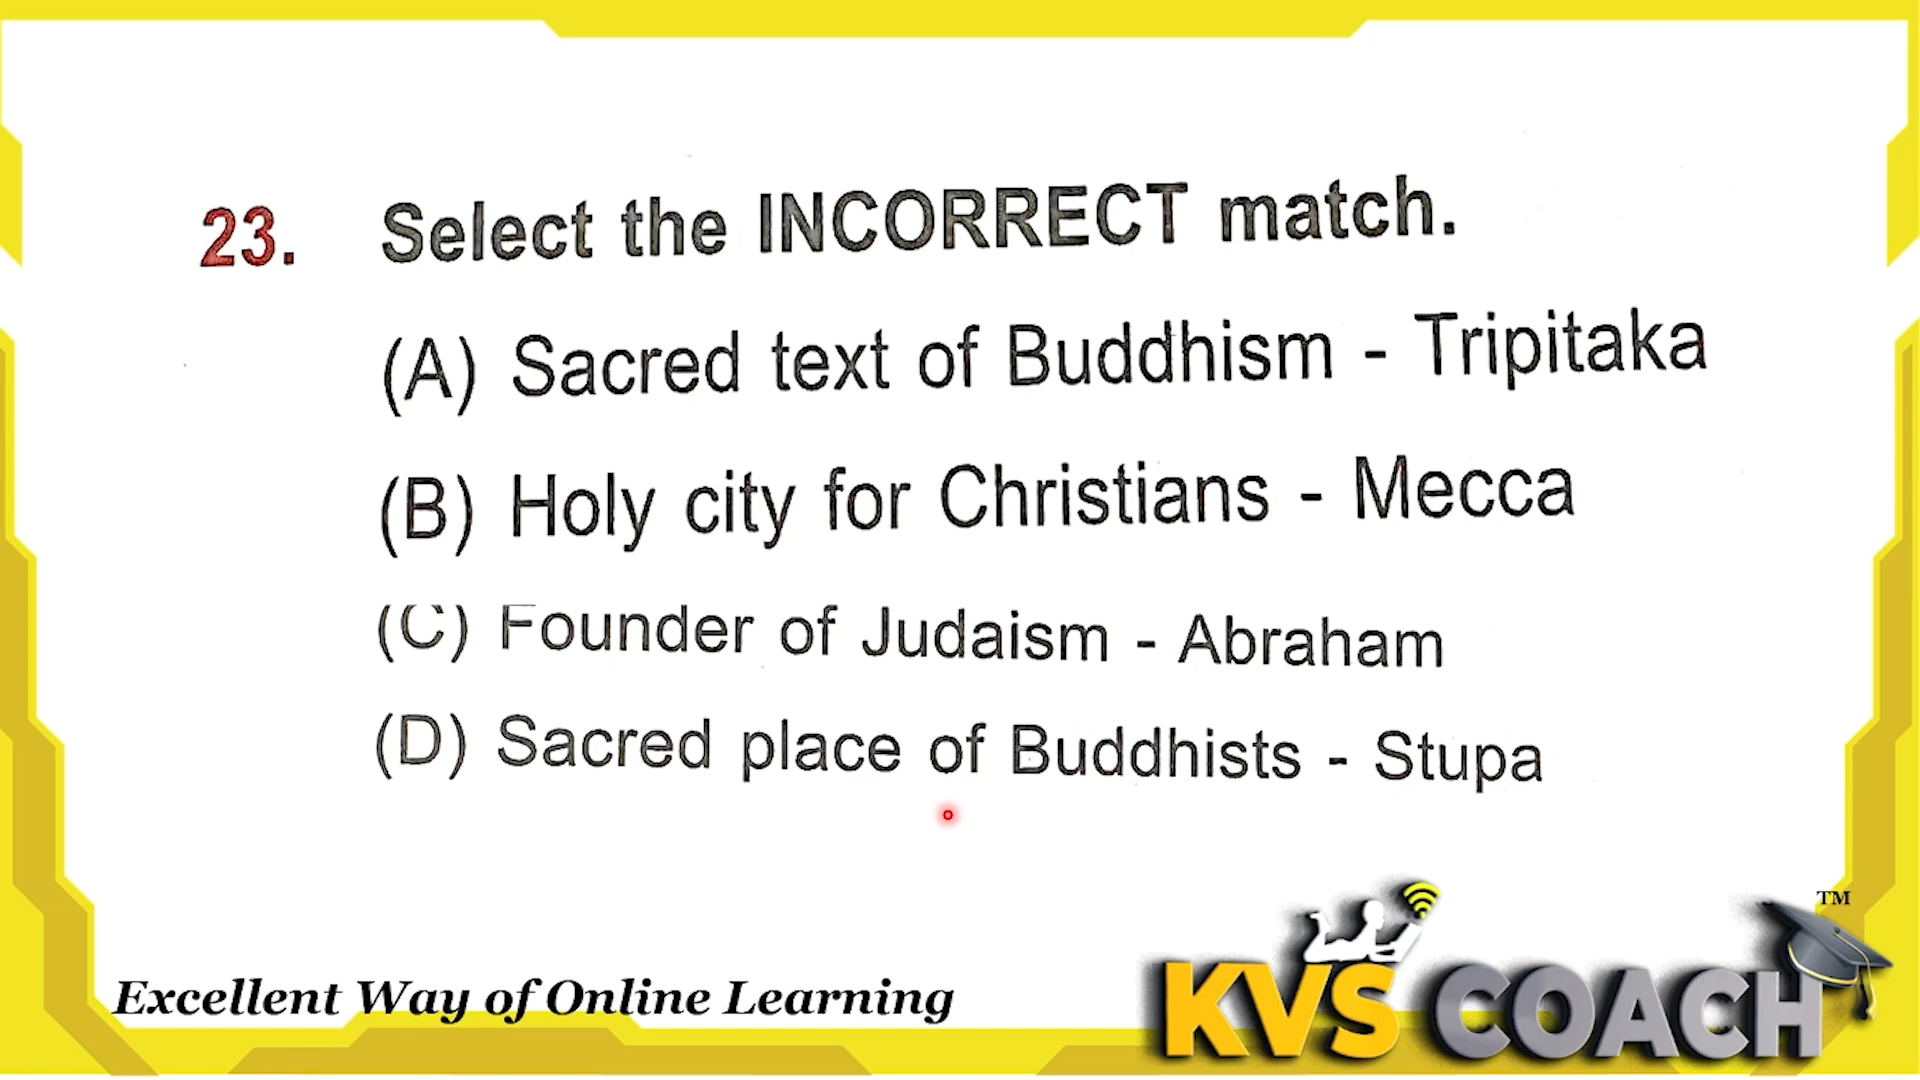 23. Select the INCORRECT match.
(A) Sacred text of Buddhism - Tripitaka
(B) Holy city for Christians - Mecca
(C) Founder of Judaism - Abraham
(D) Sacred place of Buddhists - Stupa
Excellent Way of Online Learning
KVS COACH TM